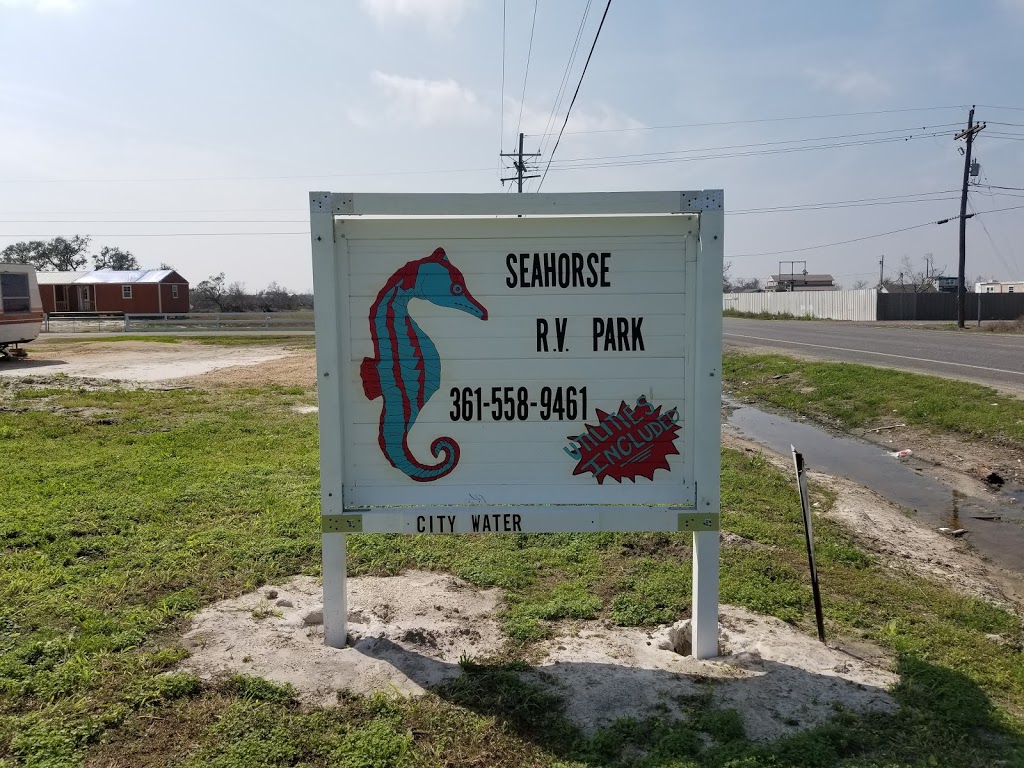 SEAHORSE
R.V. PARK
361-558-9461
UTILITIES
INCLUDED
CITY WATER